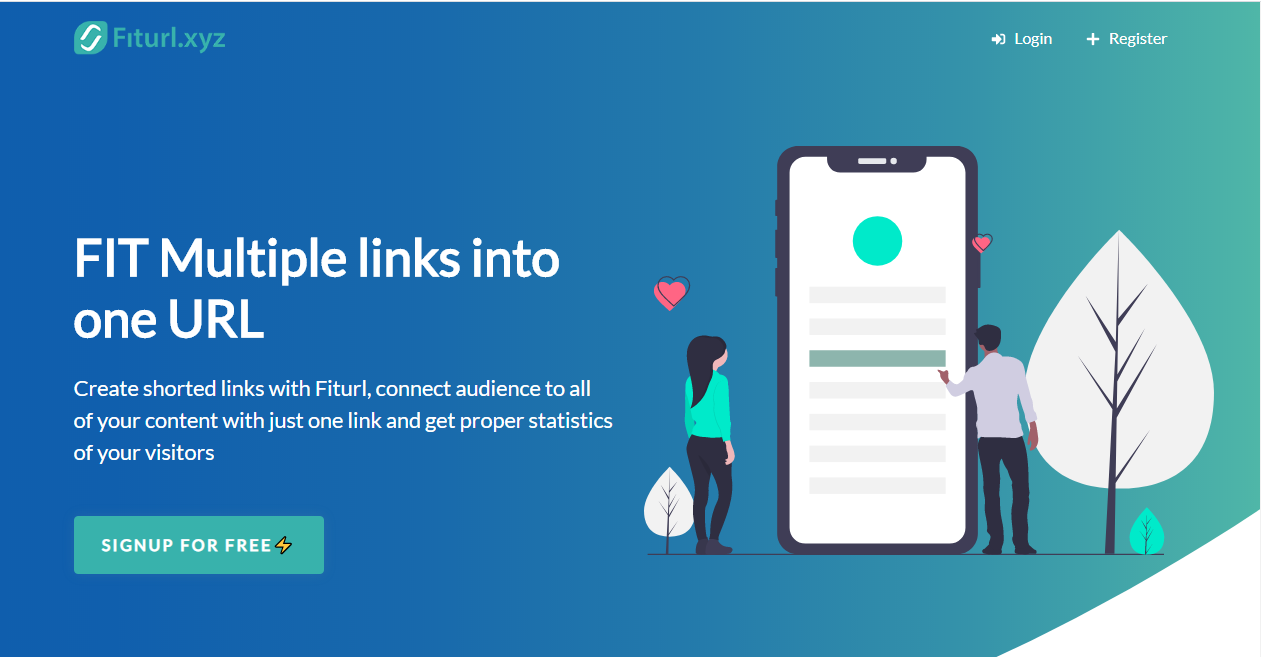 Fıturl.xyz
Login
Register
FIT Multiple links into
one URL
Create shorted links with Fiturl, connect audience to all
of your content with just one link and get proper statistics
of your visitors
SIGNUP FOR FREE⚡